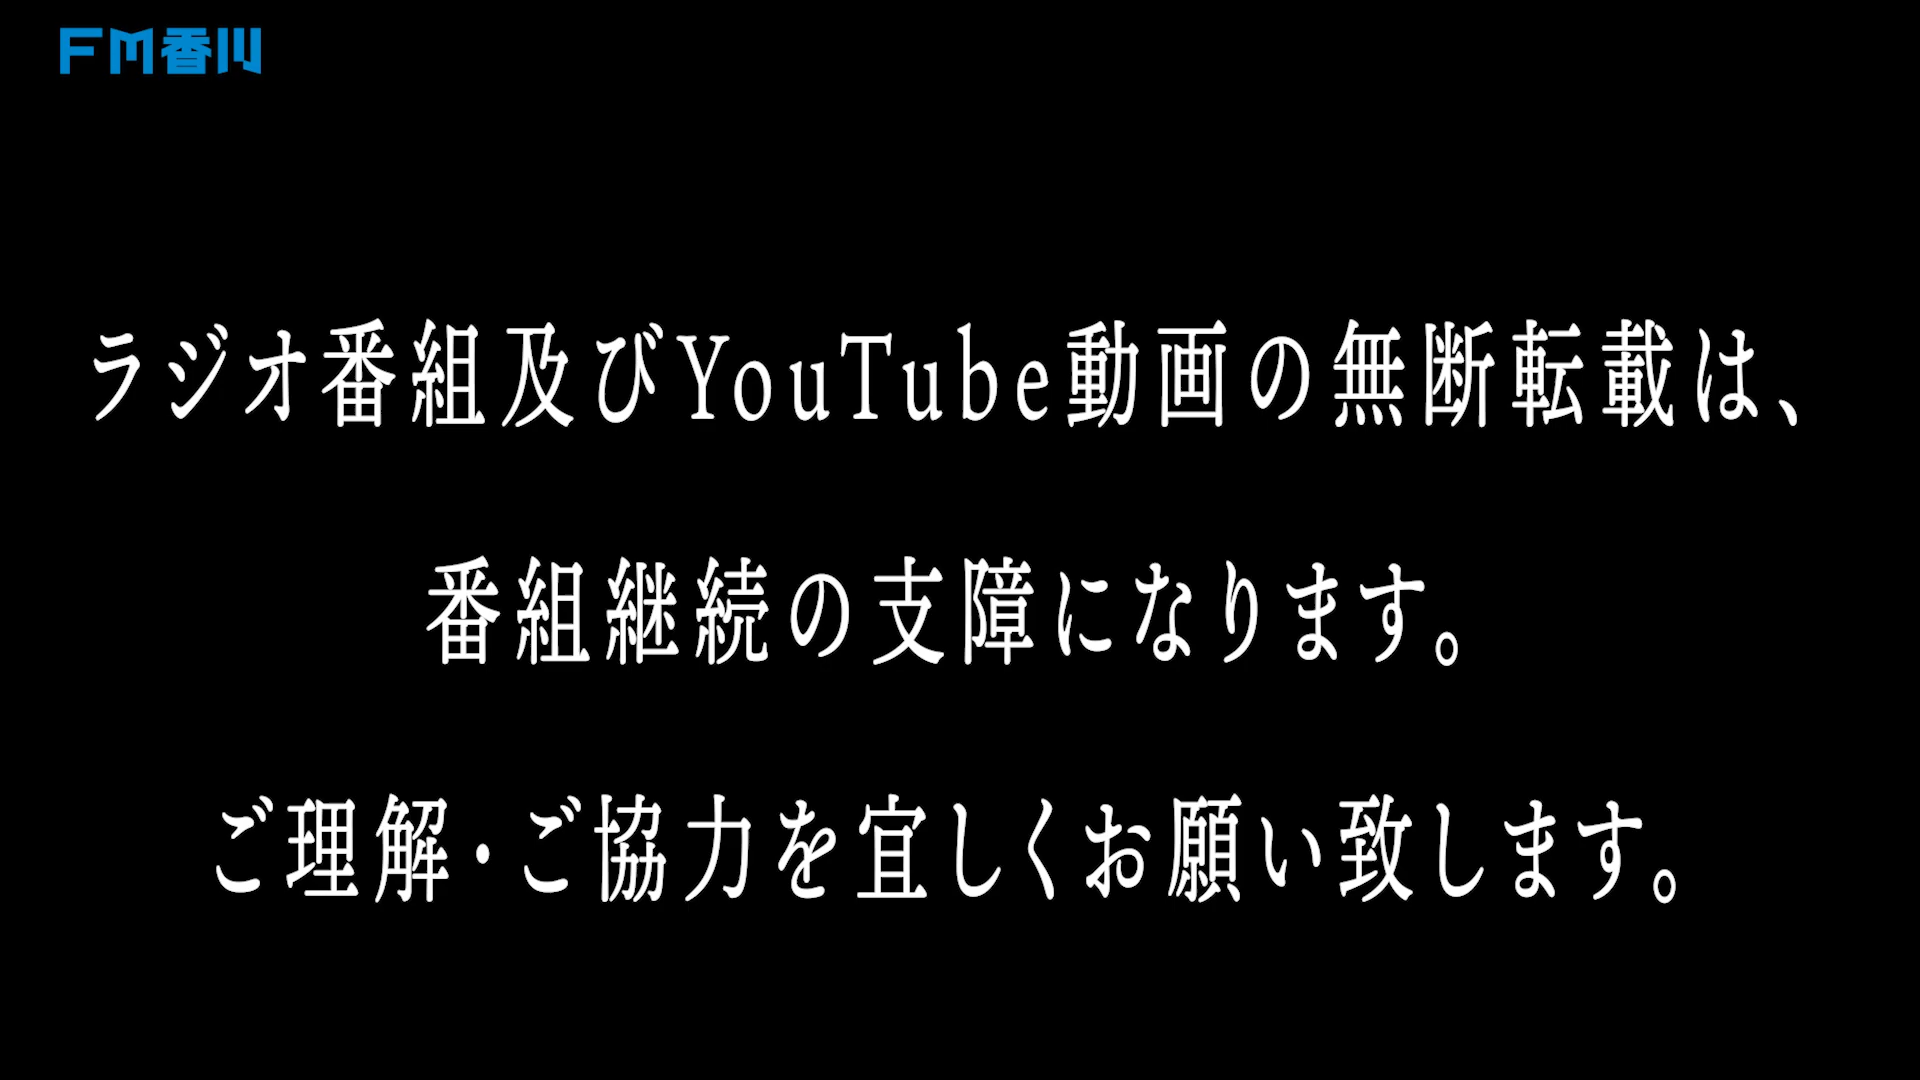 FM香川
ラジオ番組及びYouTube動画の無断転載は、
番組継続の支障になります。
ご理解・ご協力を宜しくお願い致します。